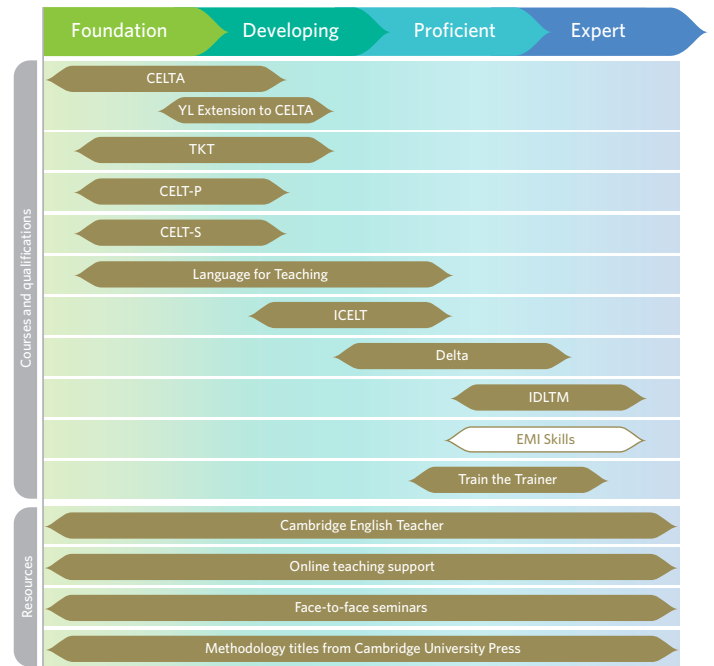 Foundation
Developing
Proficient
Expert
Courses and qualifications
CELTA
YL Extension to CELTA
TKT
CELT-P
CELT-S
Language for Teaching
ICELT
Delta
IDLTM
EMI Skills
Train the Trainer
Resources
Cambridge English Teacher
Online teaching support
Face-to-face seminars
Methodology titles from Cambridge University Press